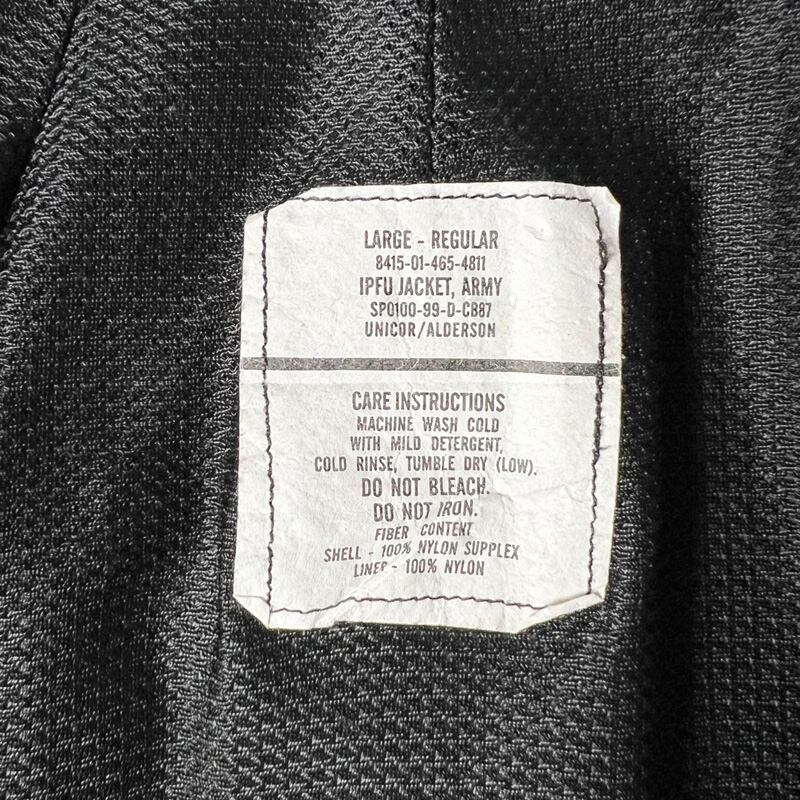 LARGE - REGULAR
8415-01-465-4811
IPFU JACKET, ARMY
SP0100-99-D-CB87
UNICOR/ALDERSON
CARE INSTRUCTIONS
MACHINE WASH COLD
WITH MILD DETERGENT,
COLD RINSE, TUMBLE DRY (LOW).
DO NOT BLEACH.
DO NOT IRON.
FIBER CONTENT
SHELL - 100% NYLON SUPPLEX
LINER - 100% NYLON